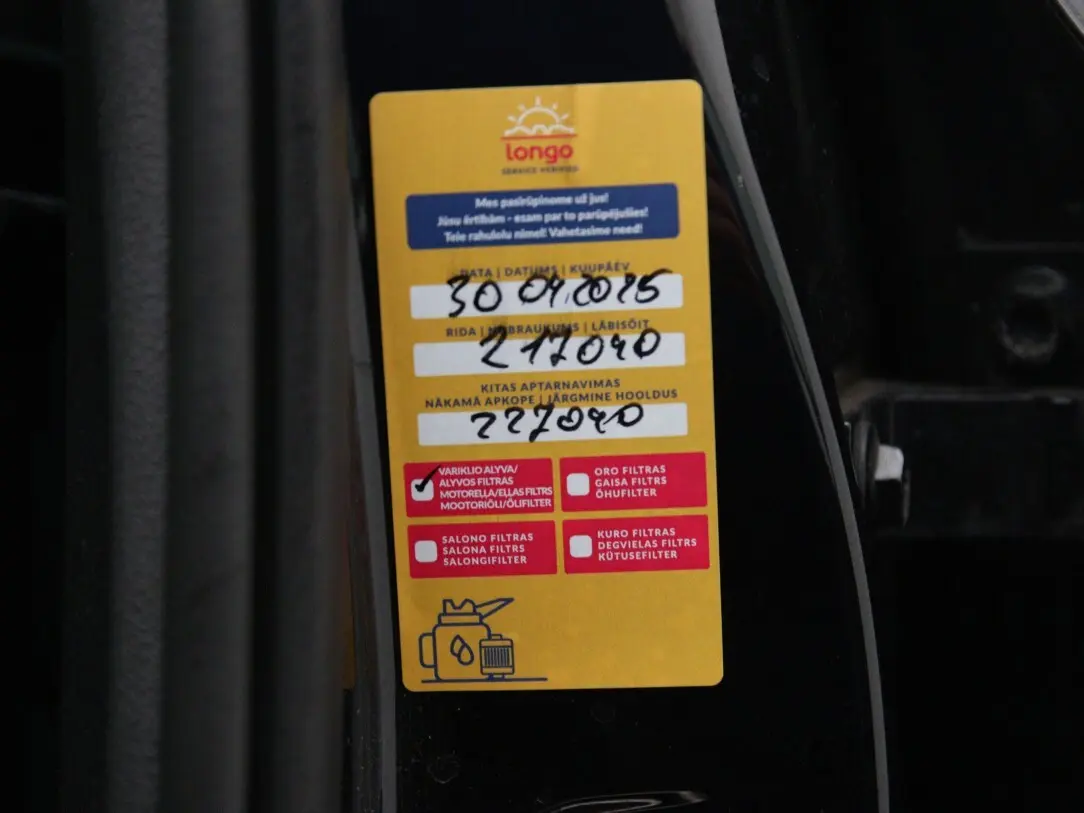 longo
SERVICE VERIFIED
Mes pasirūpinome už jus!
Jūsu ērtībām - esam par to parūpējušies!
Teie rahulolu nimel! Vahetasime need!
DATA | DATUMS | KUUPÄEV
30 04.2025
RIDA | NOBRAUKUMS | LÄBISÕIT
217040
KITAS APTARNAVIMAS
NĀKAMĀ APKOPE | JÄRGMINE HOOLDUS
227040
VARIKLIO ALYVA/
ALYVOS FILTRAS
MOTOREĻĻA/EĻĻAS FILTRS
MOOTORIÕLI/ÕLIFILTER
ORO FILTRAS
GAISA FILTRS
ÕHUFILTER
SALONO FILTRAS
SALONA FILTRS
SALONGIFILTER
KURO FILTRAS
DEGVIELAS FILTRS
KÜTUSEFILTER